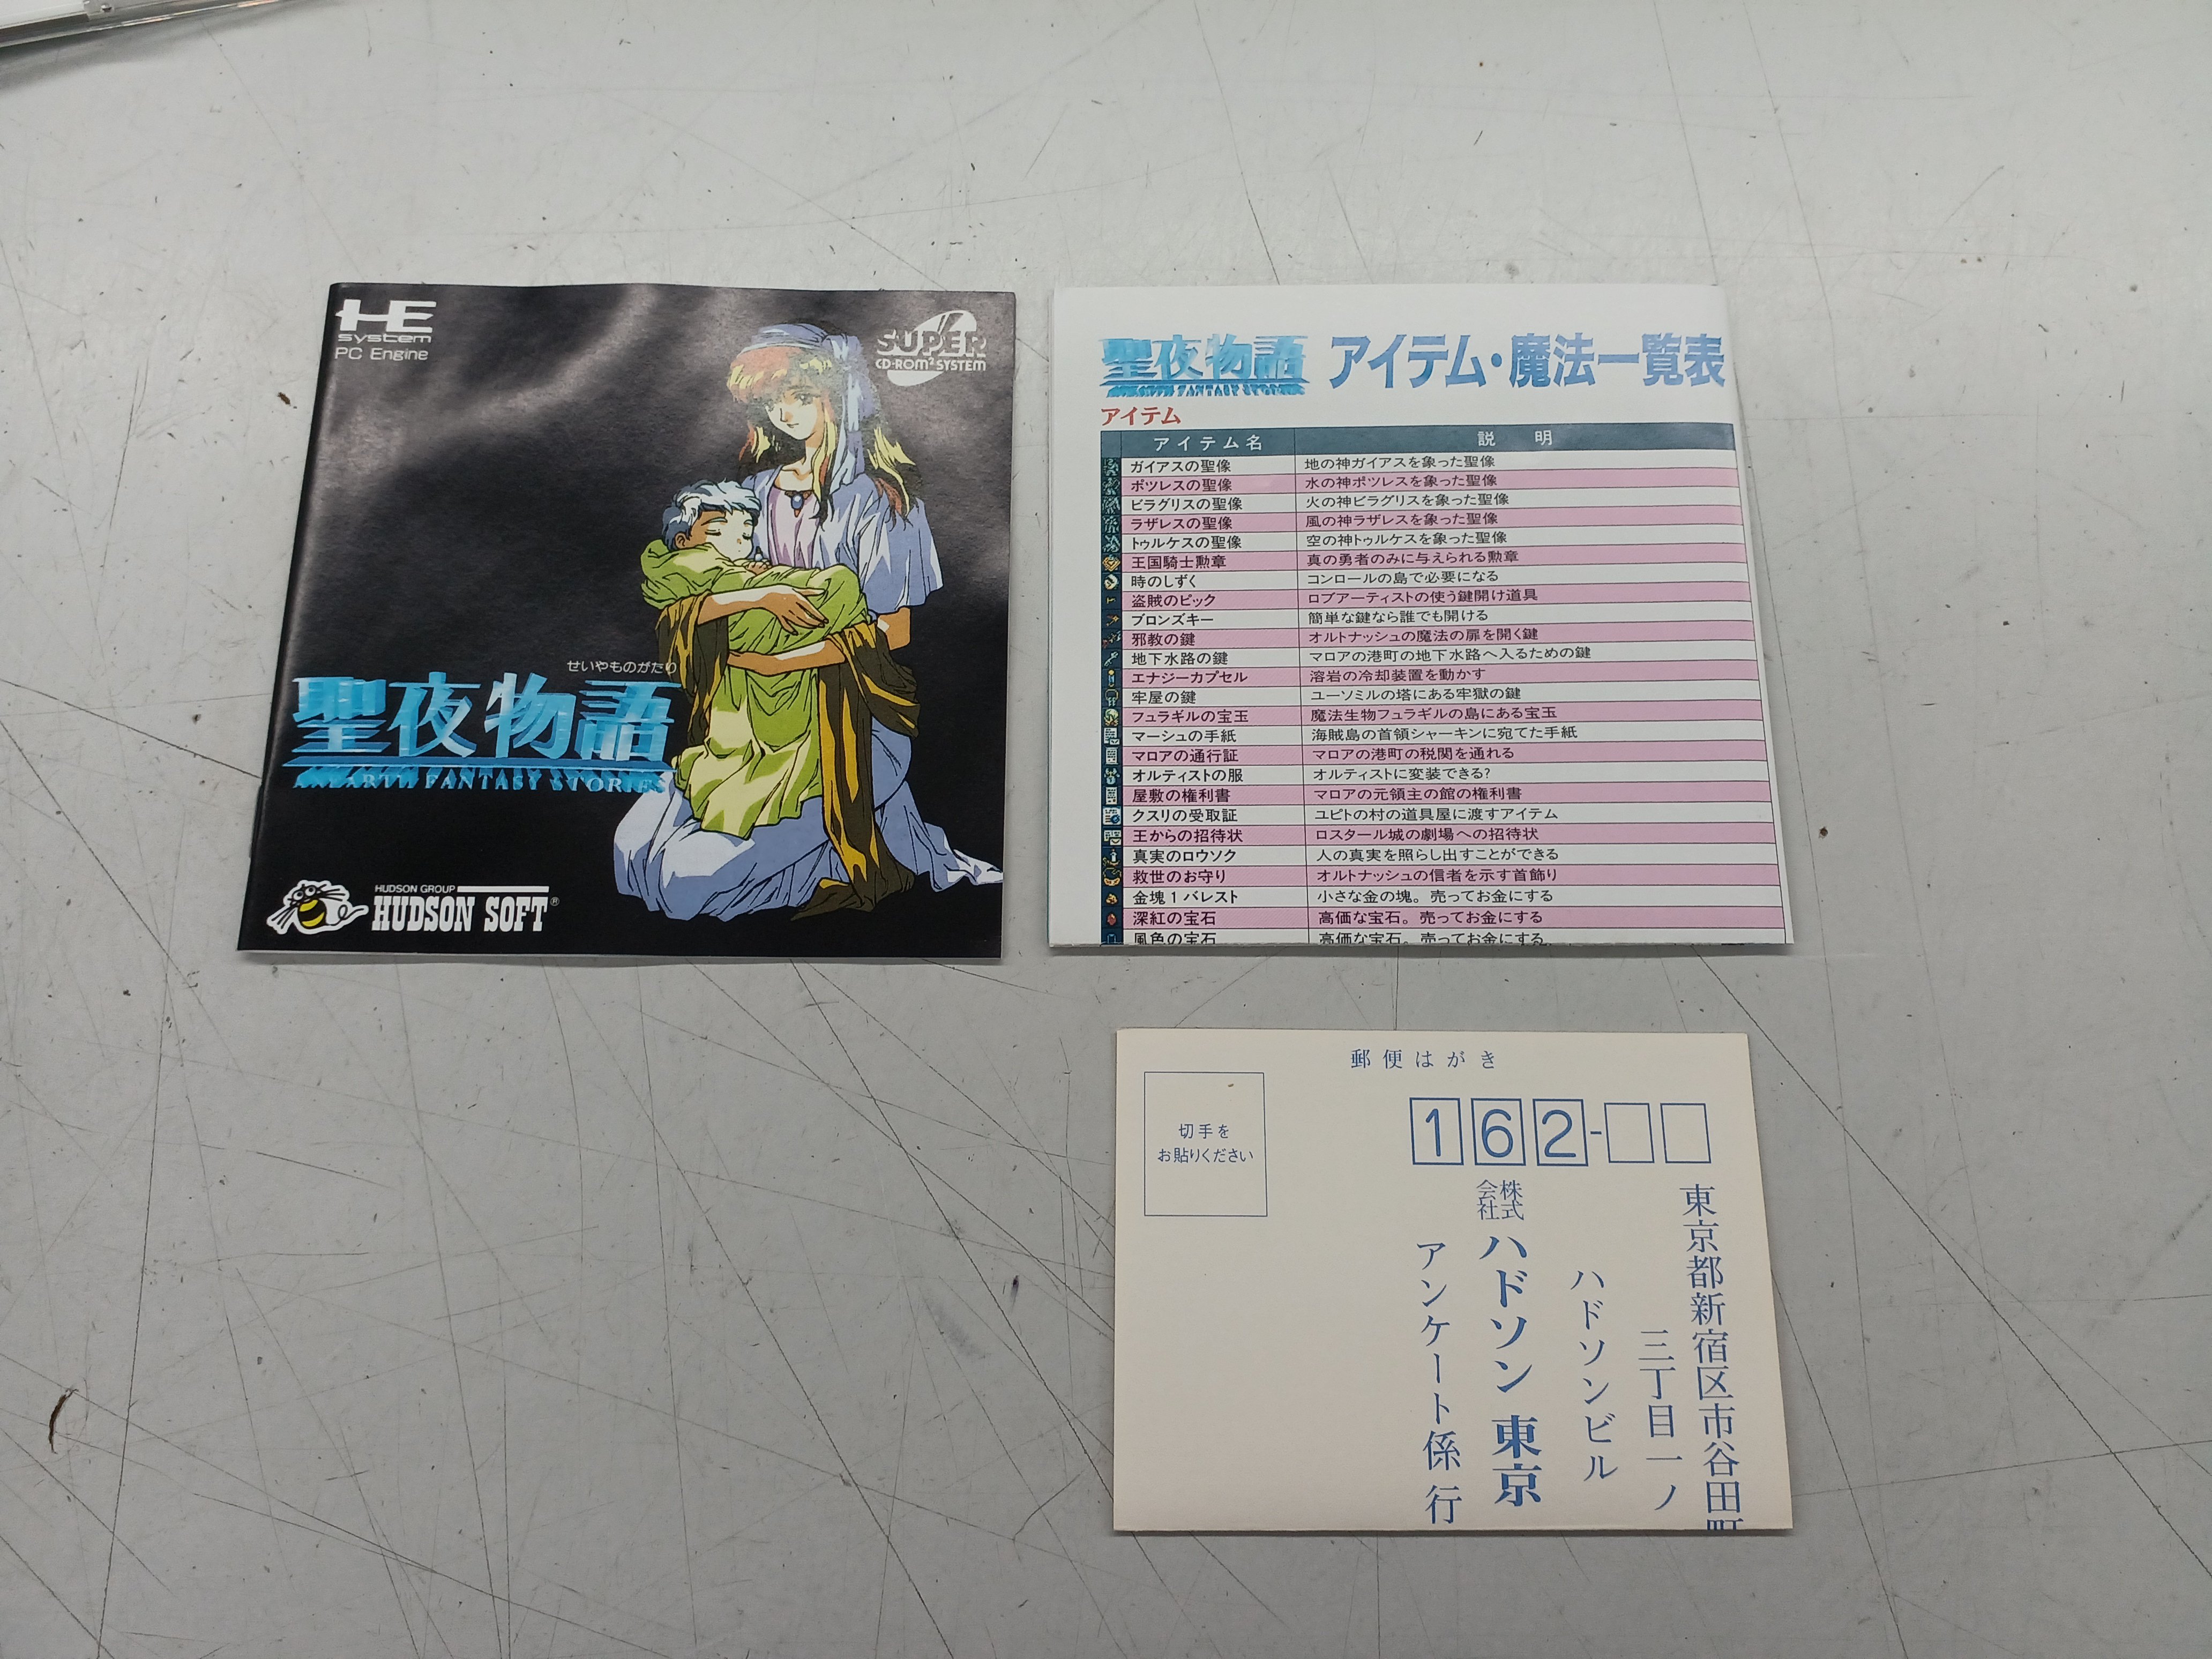 HE
system
PC Engine
SUPER
CD-ROM² SYSTEM
せいやものがたり
聖夜物語
ANEARTH FANTASY STORIES
HUDSON GROUP
HUDSON SOFT®
聖夜物語 アイテム・魔法一覧表
ANEARTH FANTASY STORIES
アイテム
アイテム名 説明
ガイアスの聖像 地の神ガイアスを象った聖像
ポツレスの聖像 水の神ポツレスを象った聖像
ビラグリスの聖像 火の神ビラグリスを象った聖像
ラザレスの聖像 風の神ラザレスを象った聖像
トゥルケスの聖像 空の神トゥルケスを象った聖像
王国騎士勲章 真の勇者のみに与えられる勲章
時のしずく コンロールの島で必要になる
盗賊のピック ロブアーティストの使う鍵開け道具
ブロンズキー 簡単な鍵なら誰でも開ける
邪教の鍵 オルトナッシュの魔法の扉を開く鍵
地下水路の鍵 マロアの港町の地下水路へ入るための鍵
エナジーカプセル 溶岩の冷却装置を動かす
牢屋の鍵 ユーソミルの塔にある牢獄の鍵
フュラギルの宝玉 魔法生物フュラギルの島にある宝玉
マーシュの手紙 海賊島の首領シャーキンに宛てた手紙
マロアの通行証 マロアの港町の税関を通れる
オルティストの服 オルティストに変装できる?
屋敷の権利書 マロアの元領主の館の権利書
クスリの受取証 ユピトの村の道具屋に渡すアイテム
王からの招待状 ロスタール城の劇場への招待状
真実のロウソク 人の真実を照らし出すことができる
救世のお守り オルトナッシュの信者を示す首飾り
金塊1バレスト 小さな金の塊。売ってお金にする
深紅の宝石 高価な宝石。売ってお金にする
風色の宝石 高価な宝石。売ってお金にする
郵便はがき
切手を
お貼りください
162-
東京都新宿区市谷田町
三丁目一ノ
ハドソンビル
株式会社ハドソン 東京
アンケート係 行